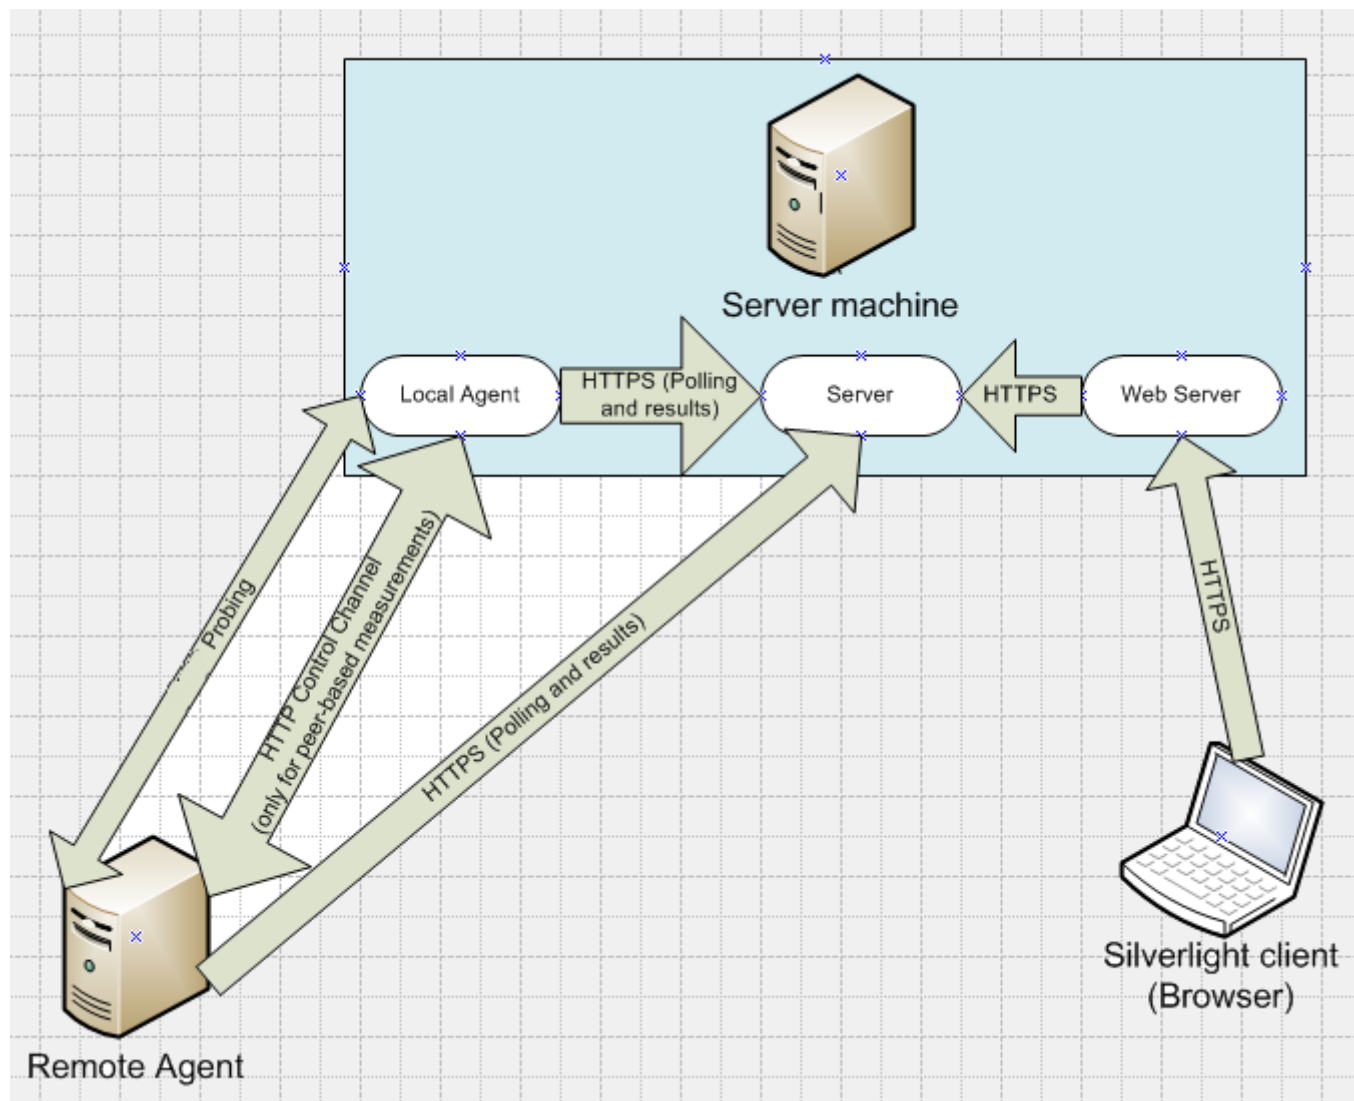 Server machine
Local Agent
HTTPS (Polling
and results)
Server
HTTPS
Web Server
Probing
HTTP Control Channel
(only for peer-based measurements)
HTTPS (Polling and results)
HTTPS
Silverlight client
(Browser)
Remote Agent